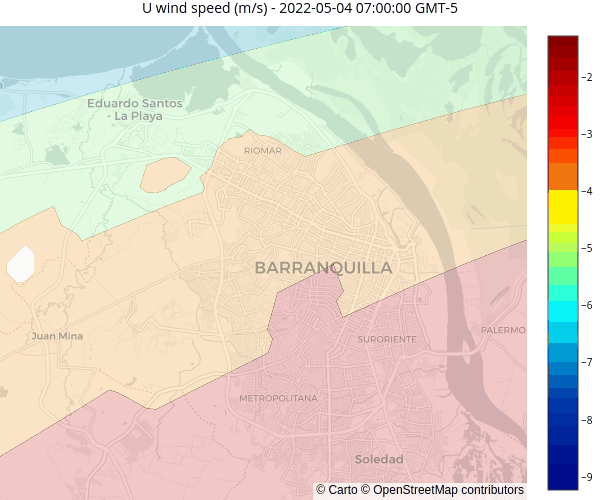 U wind speed (m/s) - 2022-05-04 07:00:00 GMT-5
Eduardo Santos
- La Playa
RIOMAR
BARRANQUILLA
Juan Mina
SURORIENTE
PALERMO
METROPOLITANA
Soledad
© Carto © OpenStreetMap contributors
−2
−3
−4
−5
−6
−7
−8
−9